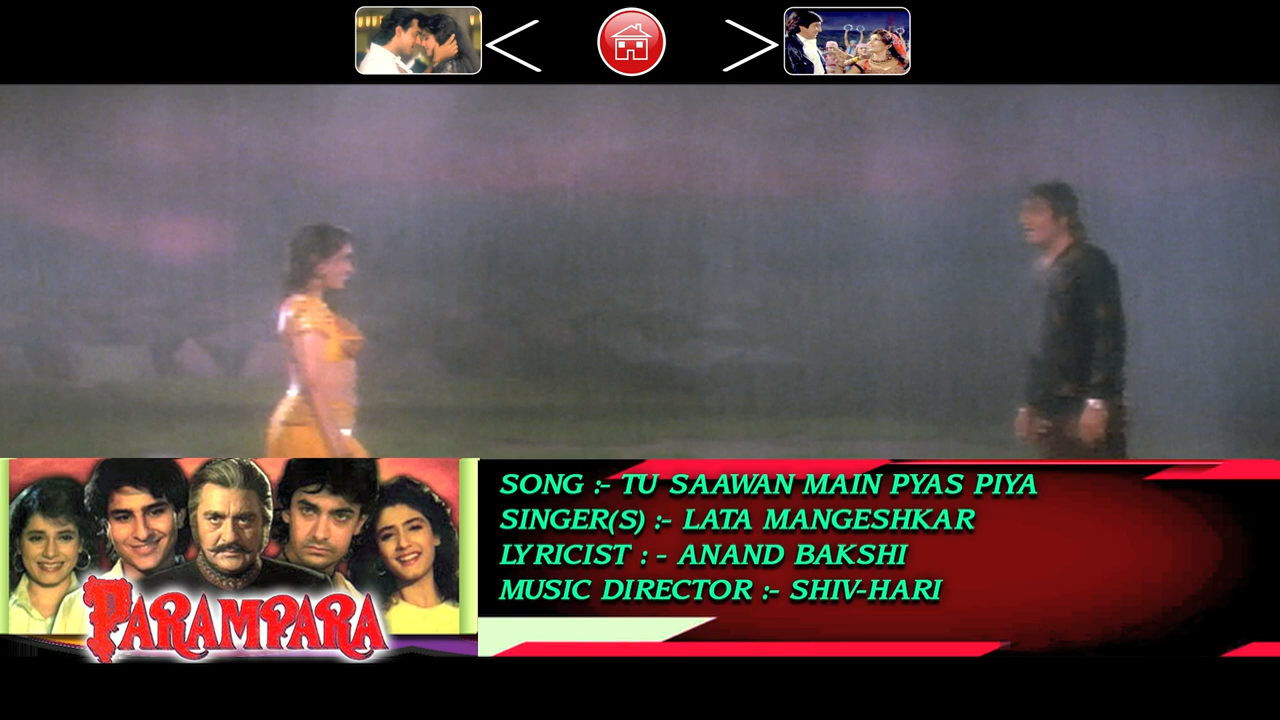 SONG :- TU SAAWAN MAIN PYAS PIYA
SINGER(S) :- LATA MANGESHKAR
LYRICIST : - ANAND BAKSHI
MUSIC DIRECTOR :- SHIV-HARI
PARAMPARA